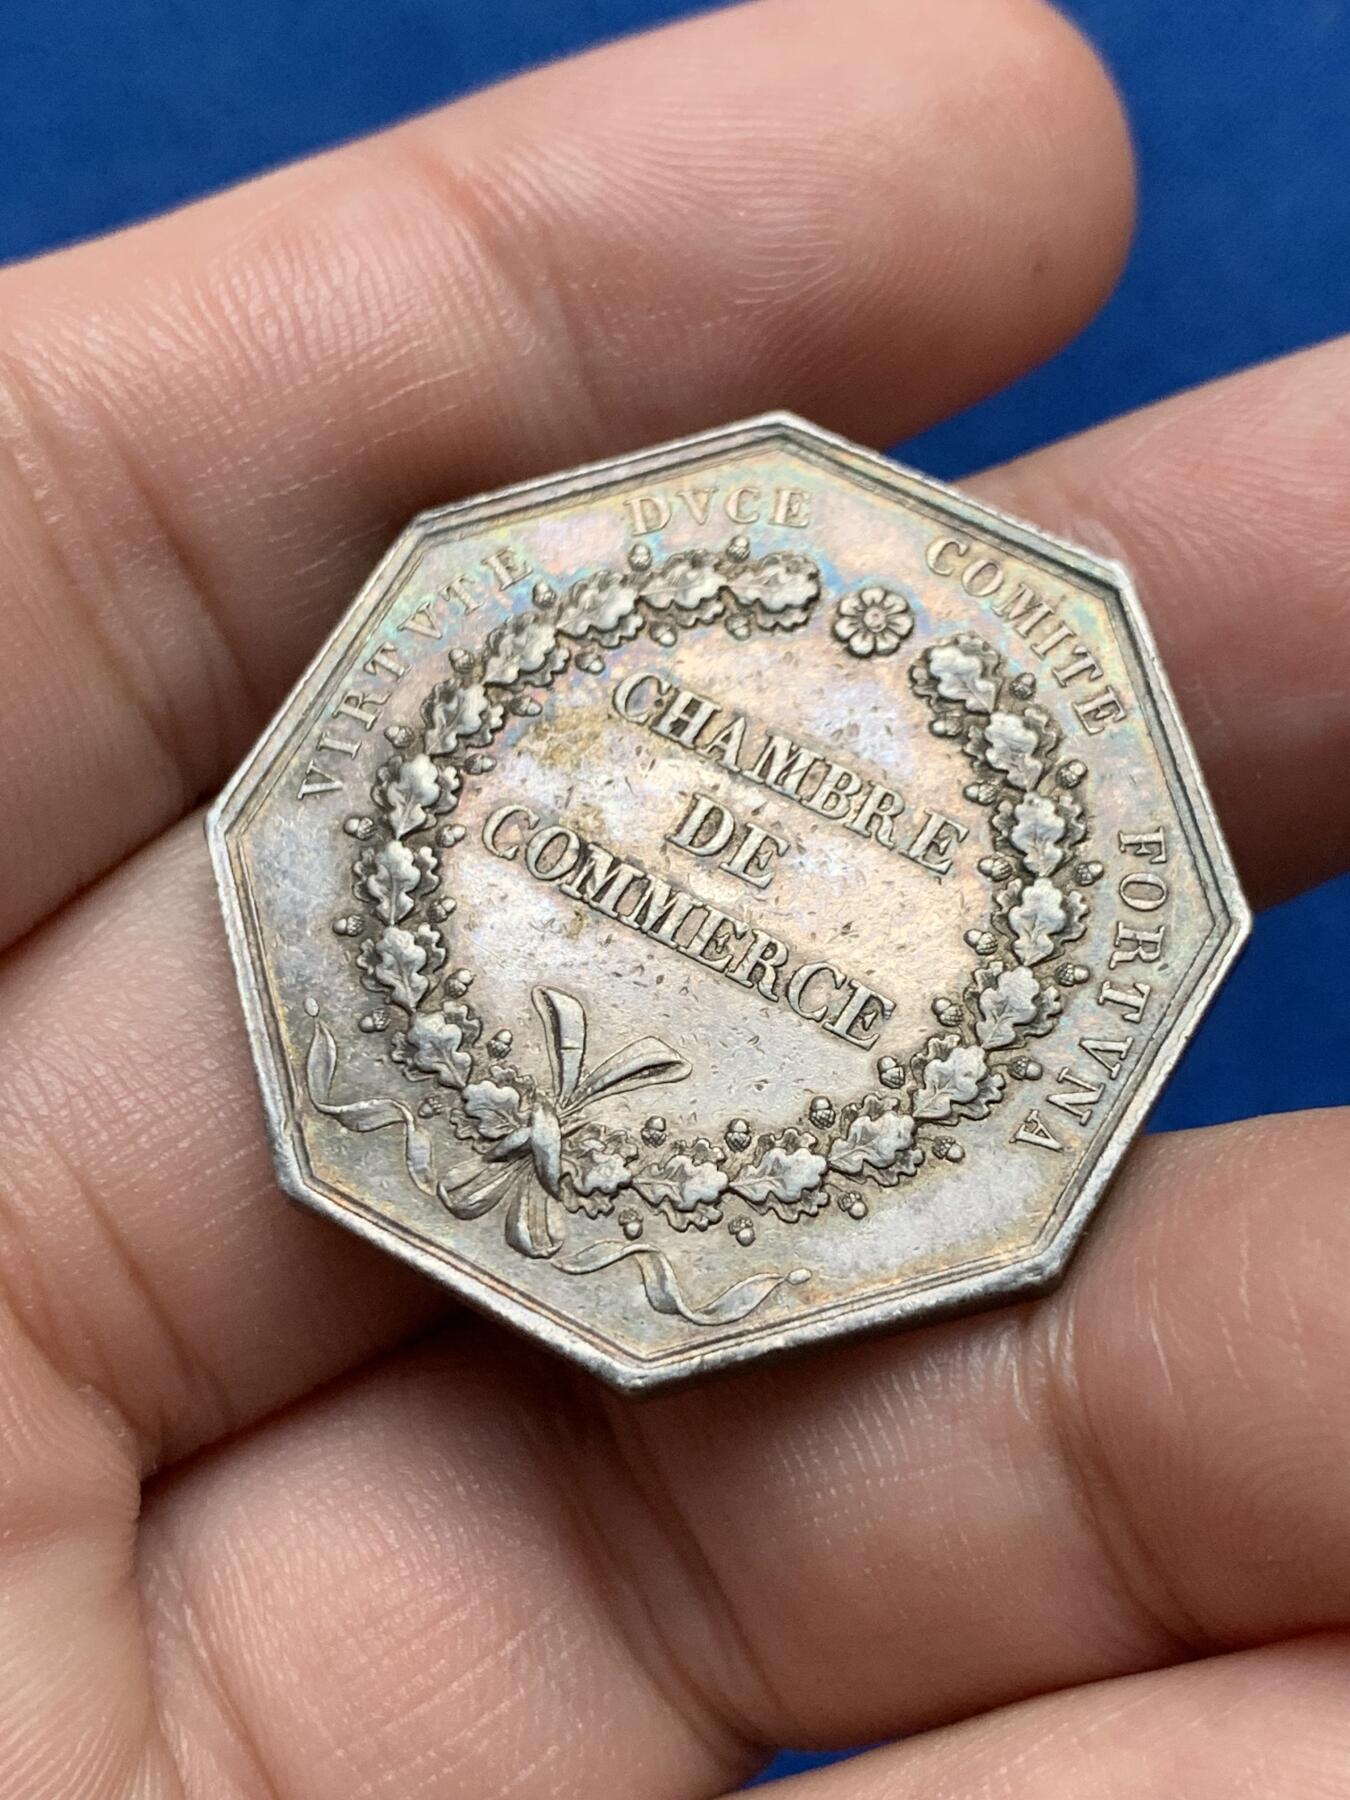 VIRTVTE DVCE COMITE FORTVNA
CHAMBRE
DE
COMMERCE